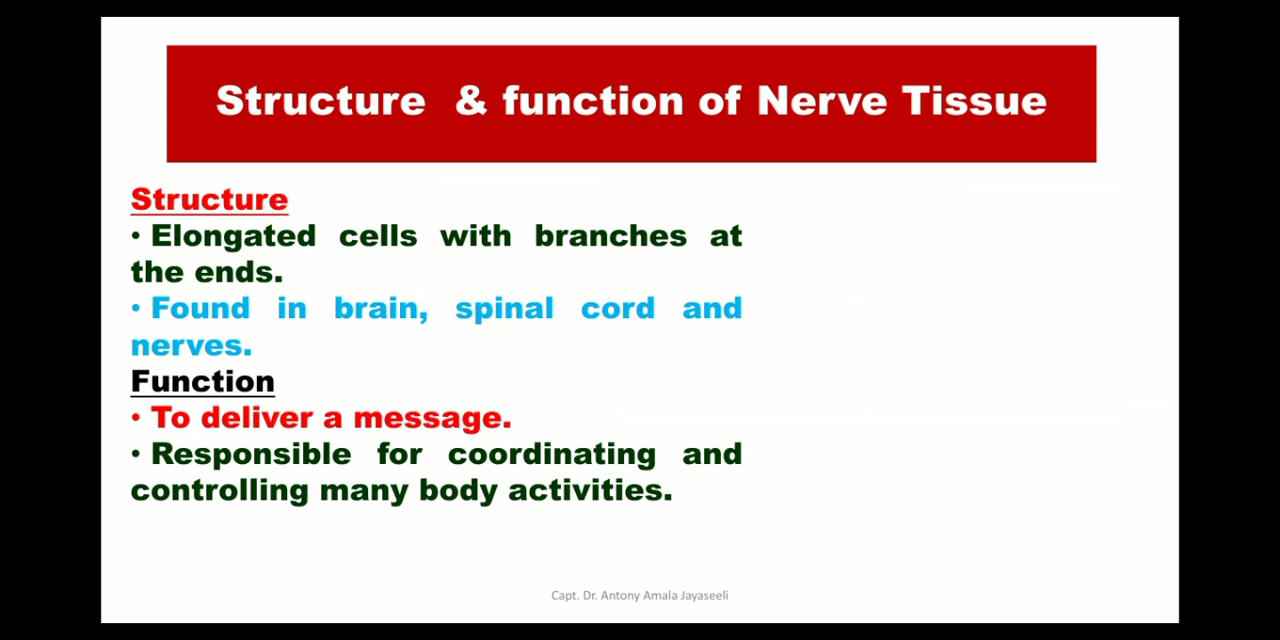 Structure & function of Nerve Tissue
Structure
• Elongated cells with branches at
the ends.
• Found in brain, spinal cord and
nerves.
Function
• To deliver a message.
• Responsible for coordinating and
controlling many body activities.
Capt. Dr. Antony Amala Jayaseeli